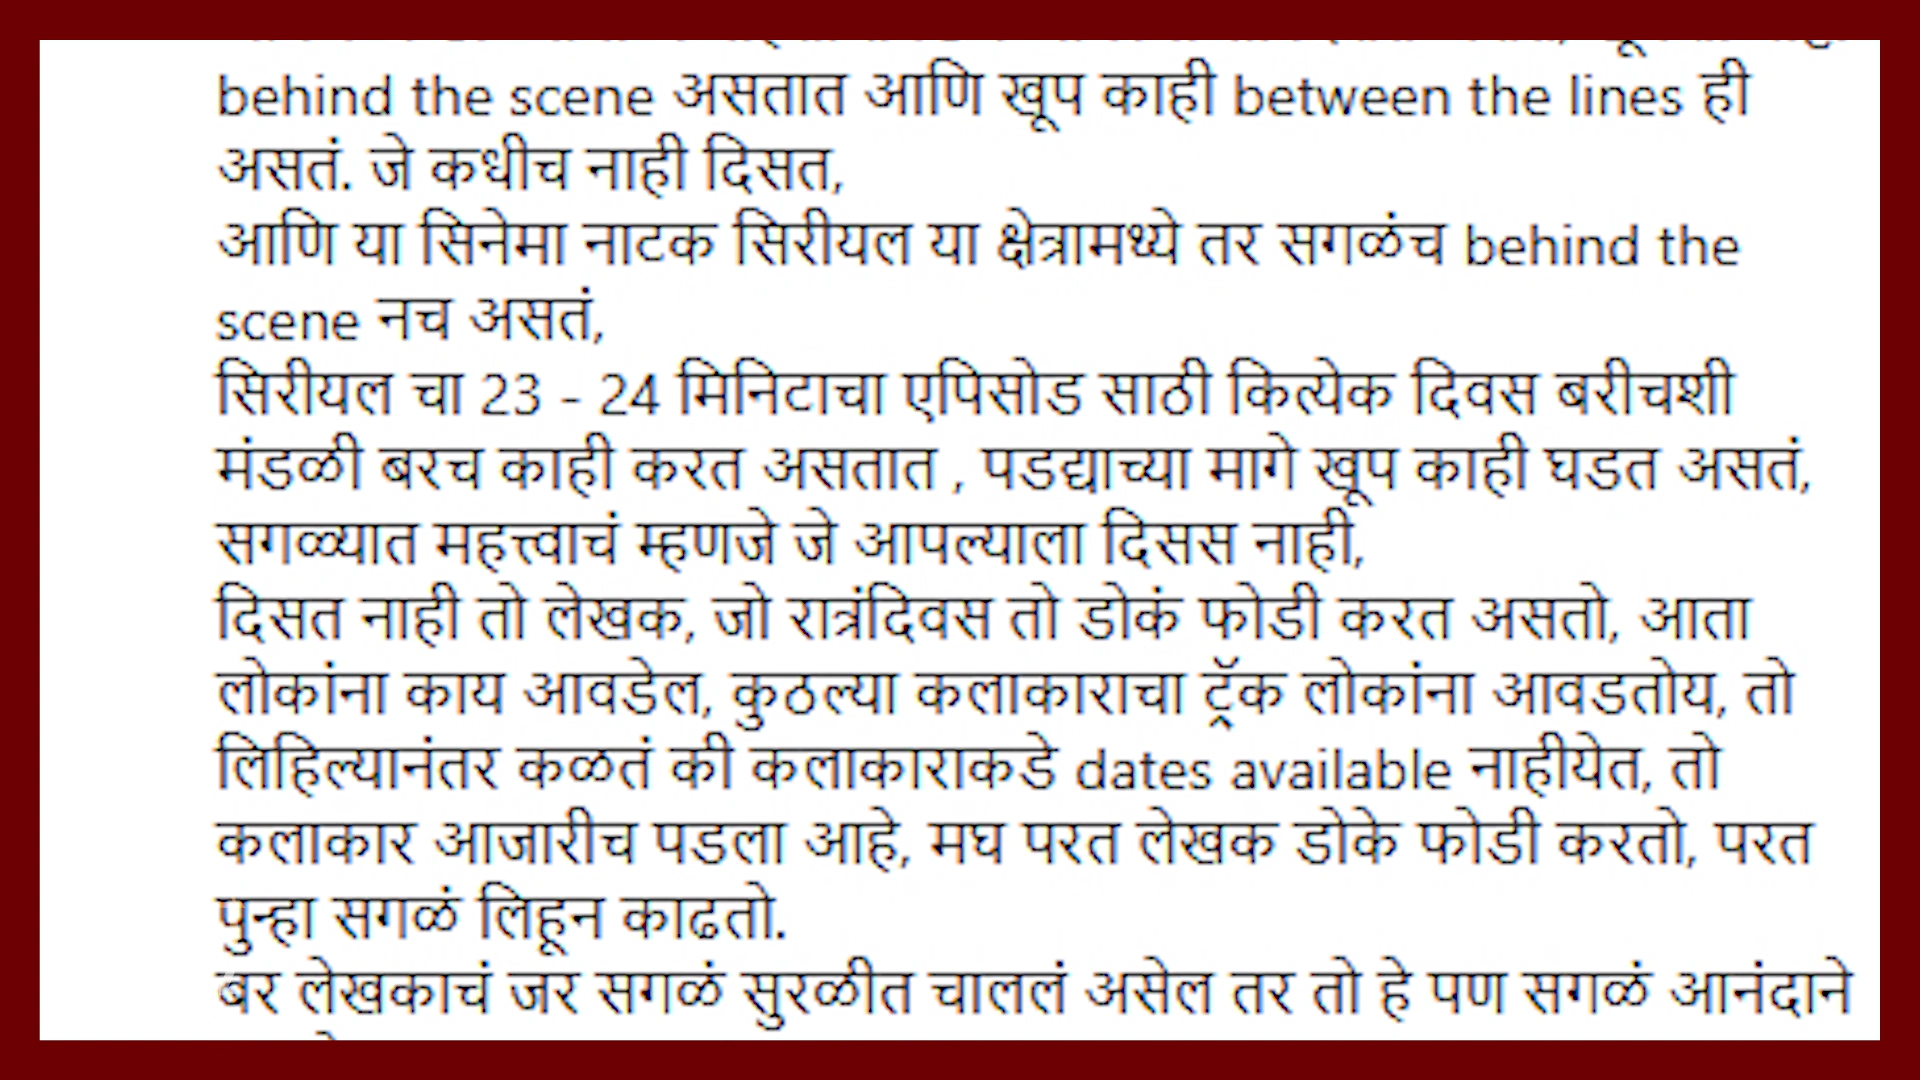 behind the scene असतात आणि खूप काही between the lines ही
असतं. जे कधीच नाही दिसत,
आणि या सिनेमा नाटक सिरीयल या क्षेत्रामध्ये तर सगळंच behind the
scene नच असतं,
सिरीयल चा 23 - 24 मिनिटाचा एपिसोड साठी कित्येक दिवस बरीचशी
मंडळी बरच काही करत असतात , पडद्याच्या मागे खूप काही घडत असतं,
सगळ्यात महत्त्वाचं म्हणजे जे आपल्याला दिसस नाही,
दिसत नाही तो लेखक, जो रात्रंदिवस तो डोकं फोडी करत असतो, आता
लोकांना काय आवडेल, कुठल्या कलाकाराचा ट्रॅक लोकांना आवडतोय, तो
लिहिल्यानंतर कळतं की कलाकाराकडे dates available नाहीयेत, तो
कलाकार आजारीच पडला आहे, मघ परत लेखक डोके फोडी करतो, परत
पुन्हा सगळं लिहून काढतो.
बर लेखकाचं जर सगळं सुरळीत चाललं असेल तर तो हे पण सगळं आनंदाने